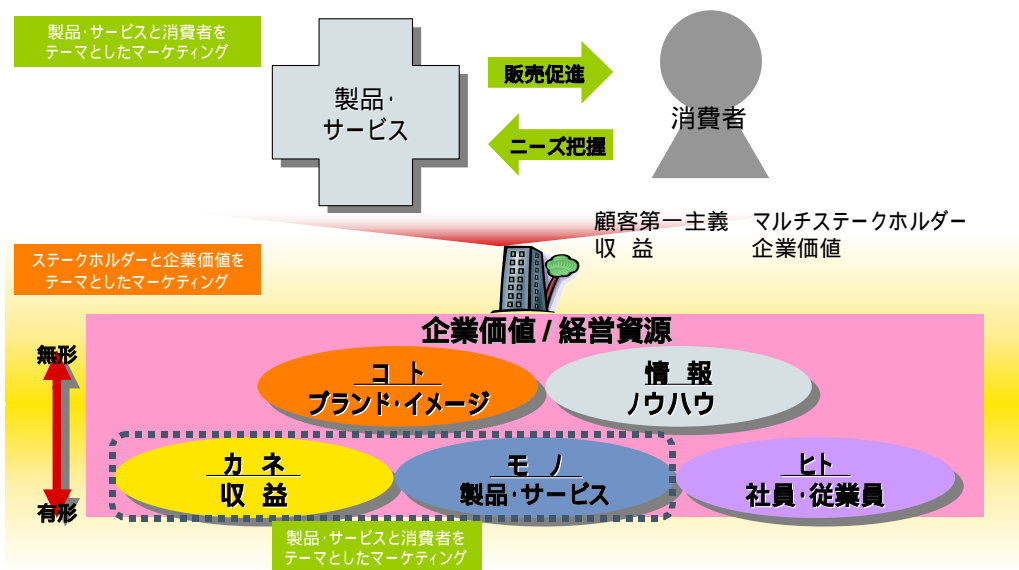 製品・サービスと消費者を
テーマとしたマーケティング
製品・
サービス
販売促進
ニーズ把握
消費者
顧客第一主義　マルチステークホルダー
収　益　企業価値
ステークホルダーと企業価値を
テーマとしたマーケティング
企業価値 / 経営資源
無形
コ　ト
ブランド・イメージ
情　報
ノウハウ
カ　ネ
収　益
モ　ノ
製品・サービス
ヒト
社員・従業員
有形
製品・サービスと消費者を
テーマとしたマーケティング